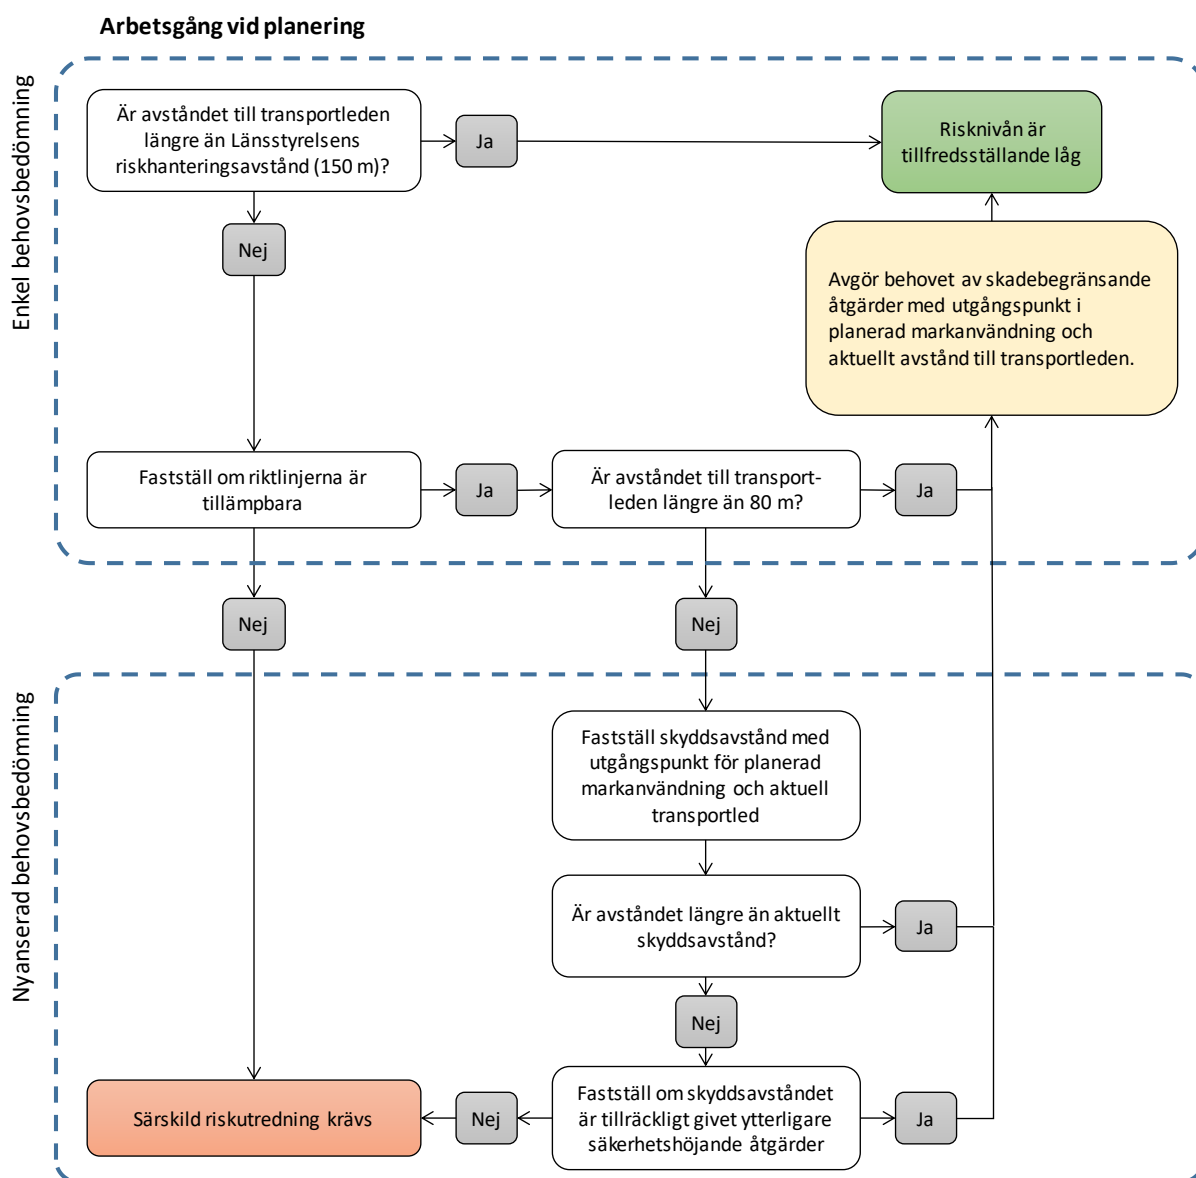 Arbetsgång vid planering
Enkel behovsbedömning
Är avståndet till transportleden
längre än Länsstyrelsens
riskhanteringsavstånd (150 m)?
Ja
Risknivån är
tillfredsställande låg
Nej
Avgör behovet av skadebegränsande
åtgärder med utgångspunkt i
planerad markanvändning och
aktuellt avstånd till transportleden.
Fastställ om riktlinjerna är
tillämpbara
Ja
Är avståndet till transport-
leden längre än 80 m?
Ja
Nej
Nej
Nyanserad behovsbedömning
Fastställ skyddsavstånd med
utgångspunkt för planerad
markanvändning och aktuell
transportled
Är avståndet längre än aktuellt
skyddsavstånd?
Ja
Nej
Särskild riskutredning krävs
Nej
Fastställ om skyddsavståndet
är tillräckligt givet ytterligare
säkerhetshöjande åtgärder
Ja